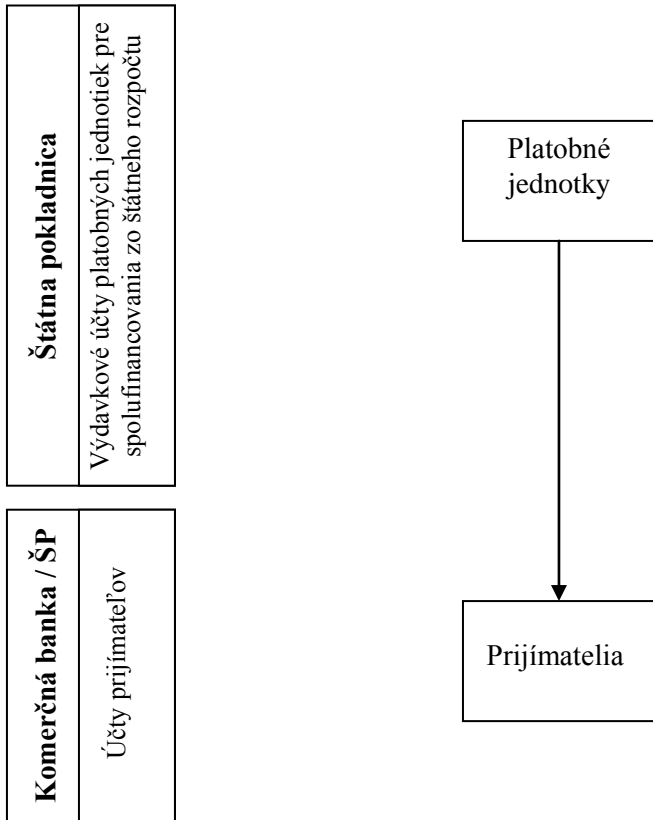 Štátna pokladnica
Výdavkové účty platobných jednotiek pre
spolufinancovania zo štátneho rozpočtu
Platobné
jednotky
Komerčná banka / ŠP
Účty prijímateľov
Prijímatelia